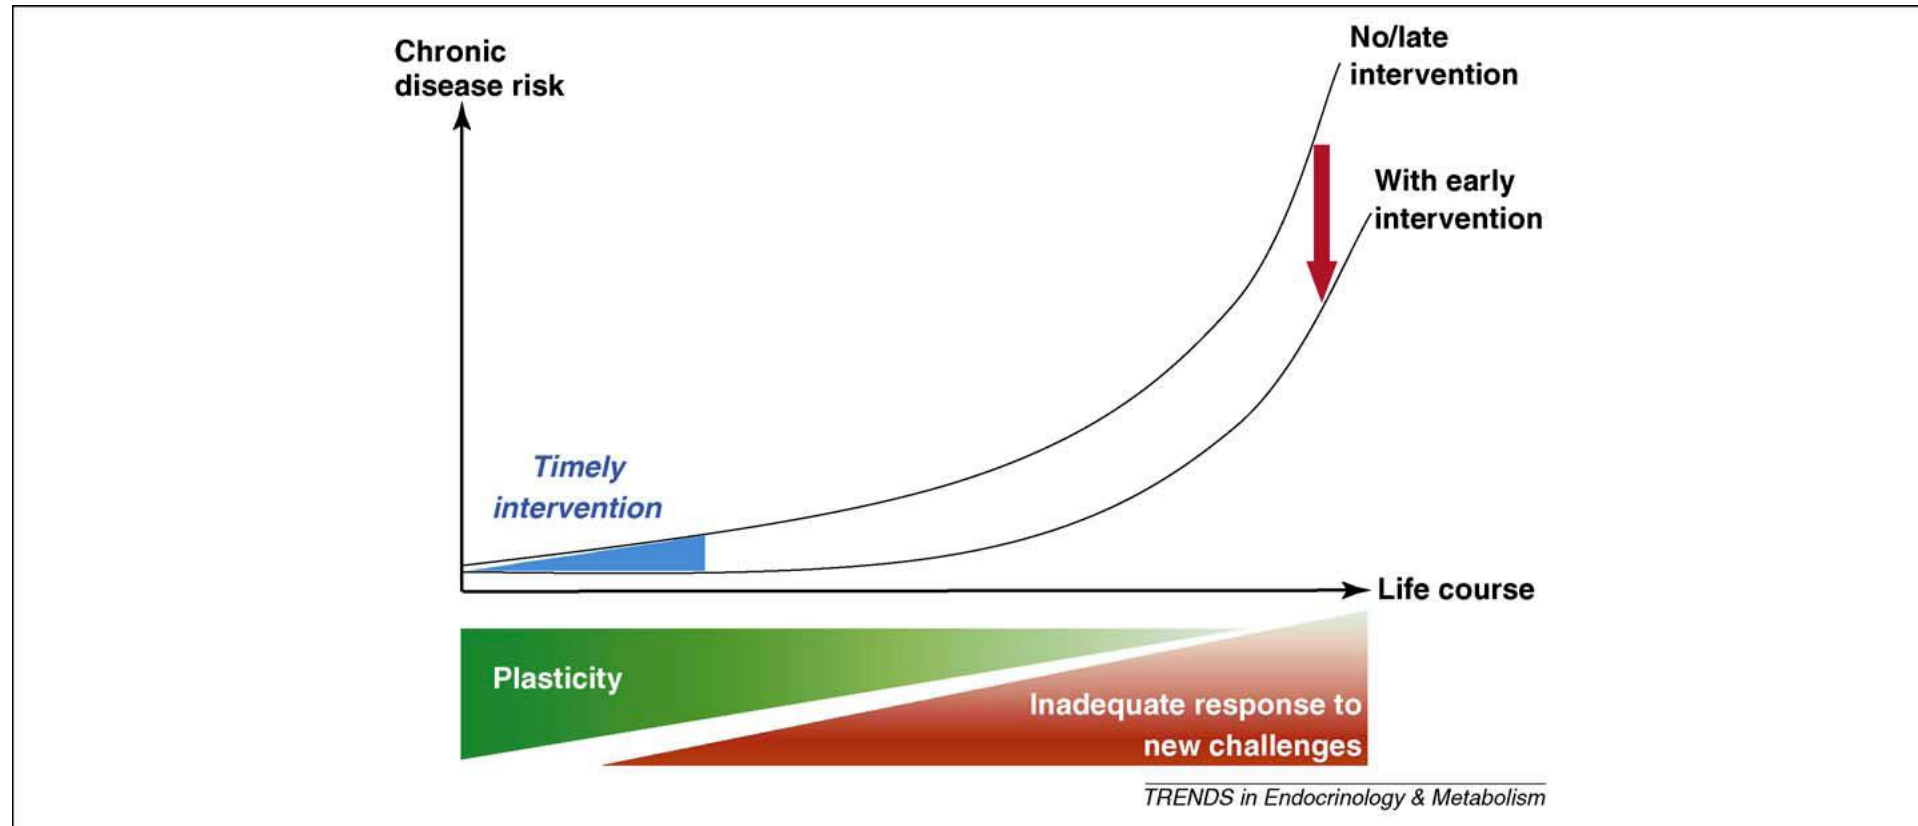 Chronic
disease risk
No/late
intervention
With early
intervention
Timely
intervention
Life course
Plasticity
Inadequate response to
new challenges
TRENDS in Endocrinology & Metabolism